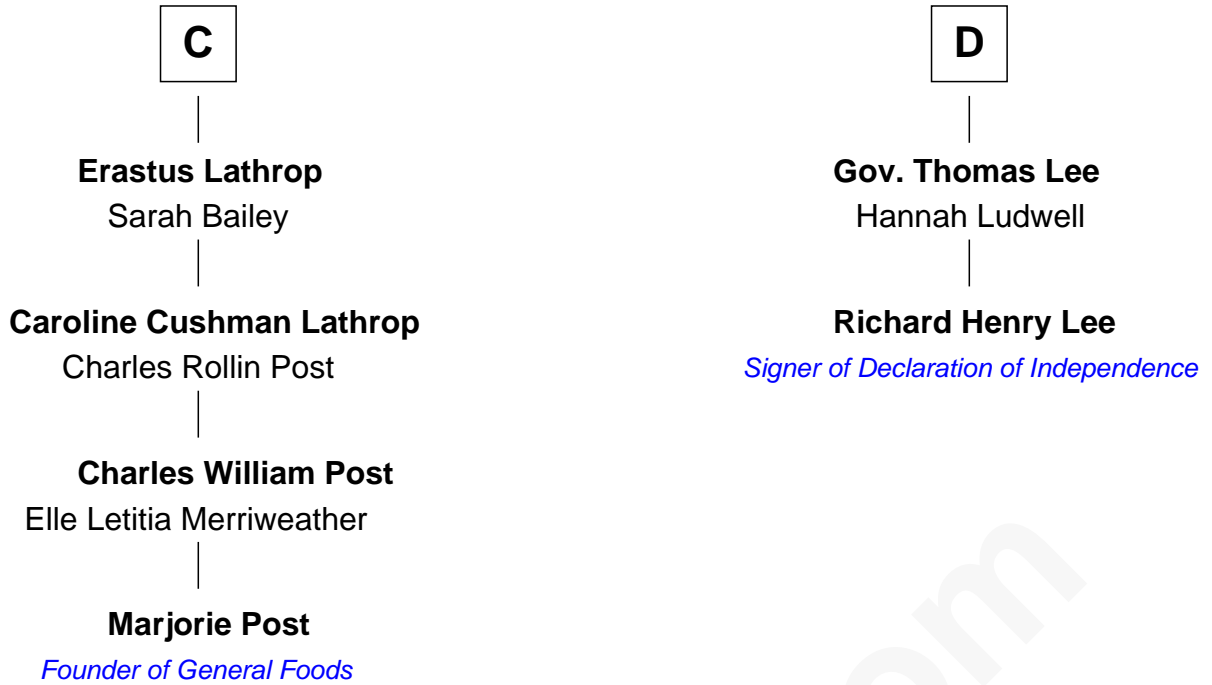 C
Erastus Lathrop
Sarah Bailey
Caroline Cushman Lathrop
Charles Rollin Post
Charles William Post
Elle Letitia Merriweather
Marjorie Post
Founder of General Foods
D
Gov. Thomas Lee
Hannah Ludwell
Richard Henry Lee
Signer of Declaration of Independence
om